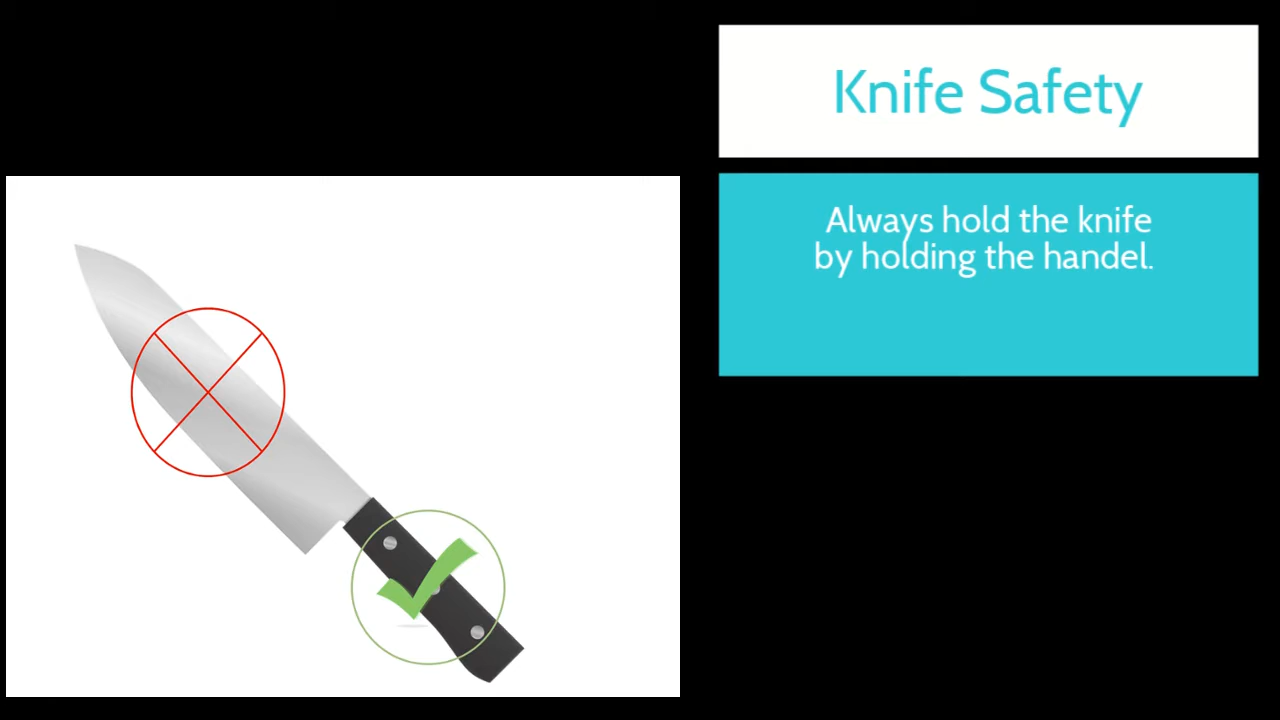 Knife Safety
Always hold the knife
by holding the handel.